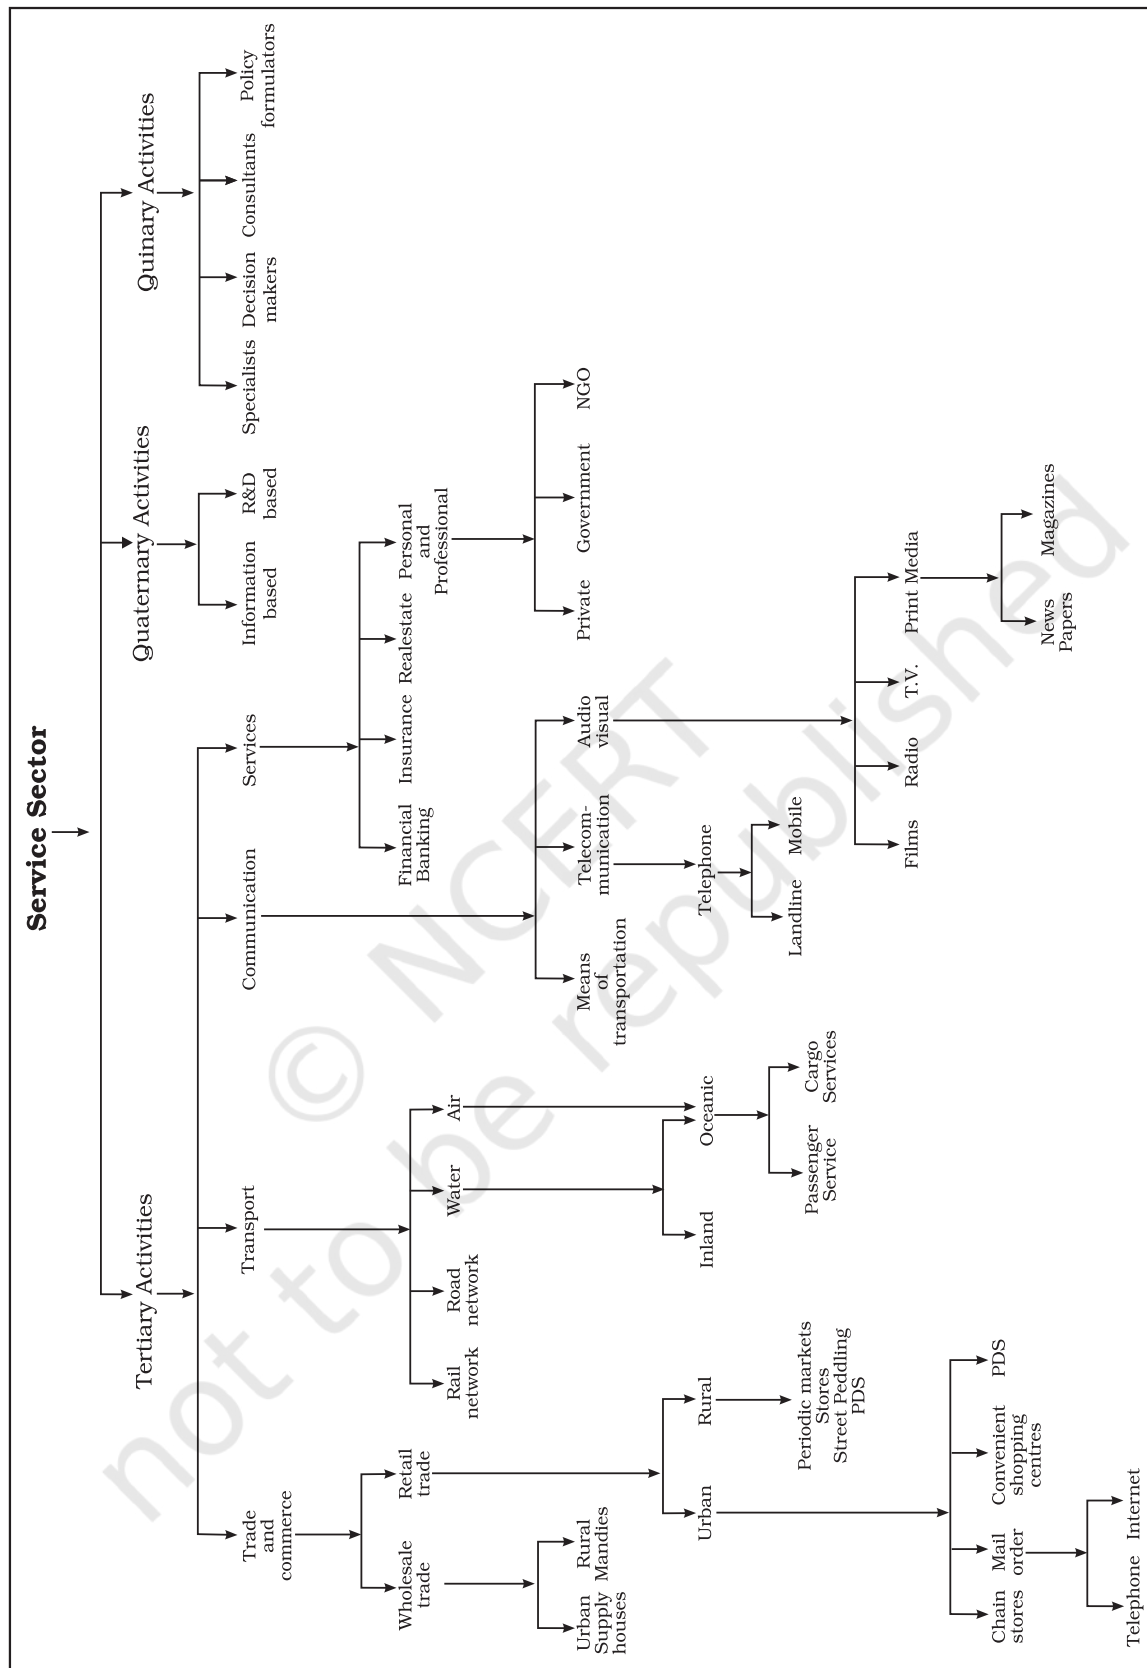 Service Sector
Tertiary Activities
Quaternary Activities
Quinary Activities
Trade
and
commerce
Transport
Communication
Services
Information
based
R&D
based
Specialists
Decision
makers
Consultants
Policy
formulators
Wholesale
trade
Retail
trade
Rail
network
Road
network
Water
Air
Financial
Banking
Insurance
Realestate
Personal
and
Professional
Urban
Supply
houses
Rural
Mandies
Means
of
transportation
Telecom-
munication
Audio
visual
Private
Government
NGO
Urban
Rural
Inland
Oceanic
Telephone
Periodic markets
Stores
Street Peddling
PDS
Passenger
Service
Cargo
Services
Landline
Mobile
Films
Radio
T.V.
Print Media
Chain
stores
Mail
order
Convenient
shopping
centres
PDS
News
Papers
Magazines
Telephone
Internet
© NCERT
not to be republished